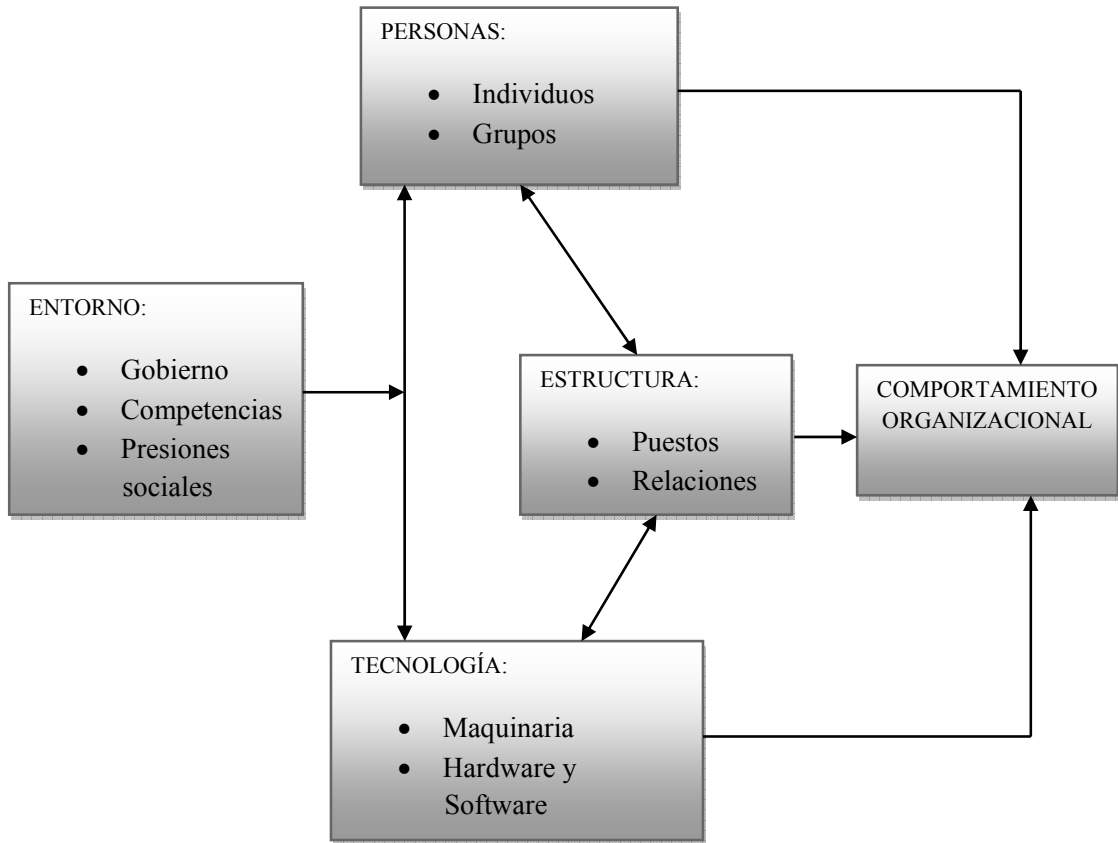 PERSONAS:
• Individuos
• Grupos
ENTORNO:
• Gobierno
• Competencias
• Presiones
sociales
ESTRUCTURA:
• Puestos
• Relaciones
COMPORTAMIENTO
ORGANIZACIONAL
TECNOLOGÍA:
• Maquinaria
• Hardware y
Software